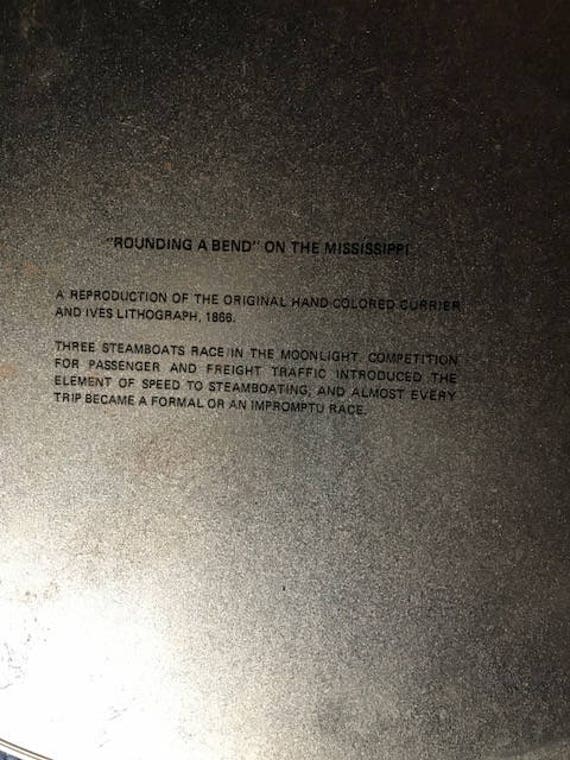 "ROUNDING A BEND" ON THE MISSISSIPPI
A REPRODUCTION OF THE ORIGINAL HAND-COLORED CURRIER
AND IVES LITHOGRAPH, 1866.
THREE STEAMBOATS RACE IN THE MOONLIGHT. COMPETITION
FOR PASSENGER AND FREIGHT TRAFFIC INTRODUCED THE
ELEMENT OF SPEED TO STEAMBOATING, AND ALMOST EVERY
TRIP BECAME A FORMAL OR AN IMPROMPTU RACE.